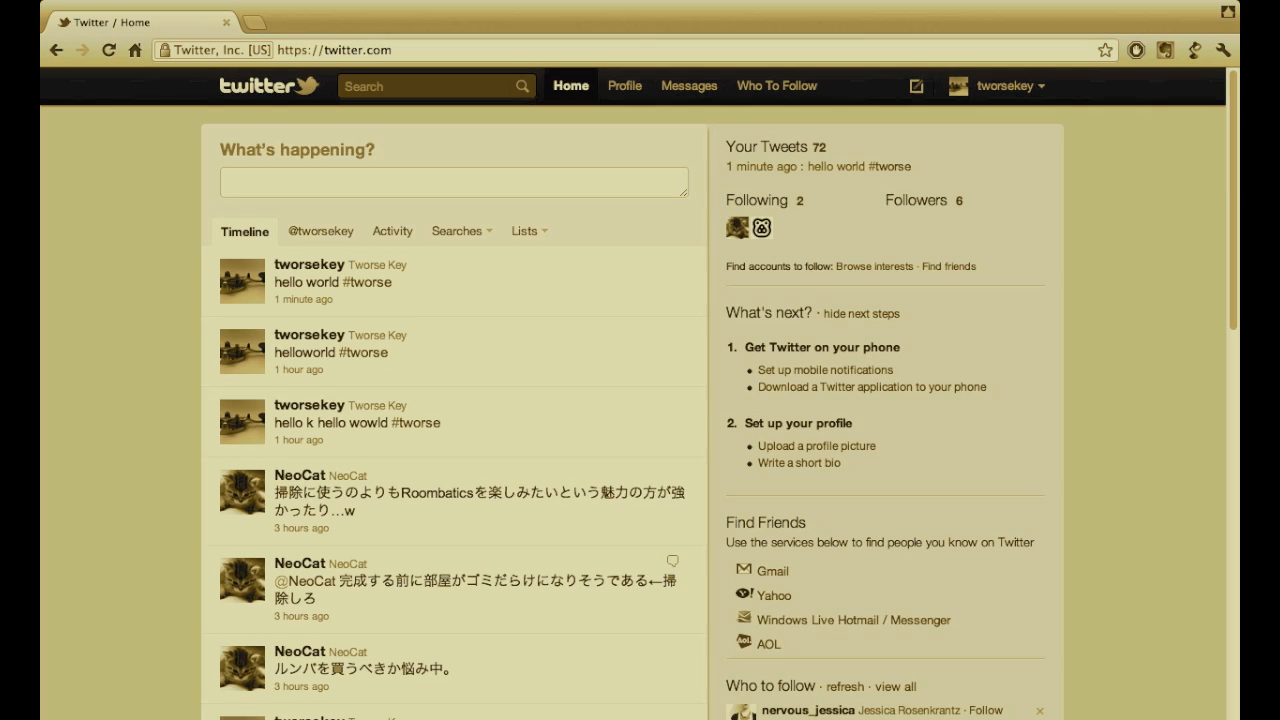 Twitter / Home
Twitter, Inc. [US] https://twitter.com
twitter Search Home Profile Messages Who To Follow tworsekey
What's happening?
Timeline @tworsekey Activity Searches Lists
tworsekey Tworse Key
hello world #tworse
1 minute ago
tworsekey Tworse Key
helloworld #tworse
1 hour ago
tworsekey Tworse Key
hello k hello wowld #tworse
1 hour ago
NeoCat NeoCat
掃除に使うのよりもRoombaticsを楽しみたいという魅力の方が強
かったり…w
3 hours ago
NeoCat NeoCat
@NeoCat 完成する前に部屋がゴミだらけになりそうである←掃
除しろ
3 hours ago
NeoCat NeoCat
ルンバを買うべきか悩み中。
3 hours ago
tworsekey Tworse Key
Your Tweets 72
1 minute ago : hello world #tworse
Following 2 Followers 6
Find accounts to follow: Browse interests · Find friends
What's next? · hide next steps
1. Get Twitter on your phone
• Set up mobile notifications
• Download a Twitter application to your phone
2. Set up your profile
• Upload a profile picture
• Write a short bio
Find Friends
Use the services below to find people you know on Twitter
Gmail
Yahoo
Windows Live Hotmail / Messenger
AOL
Who to follow · refresh · view all
nervous_jessica Jessica Rosenkrantz · Follow